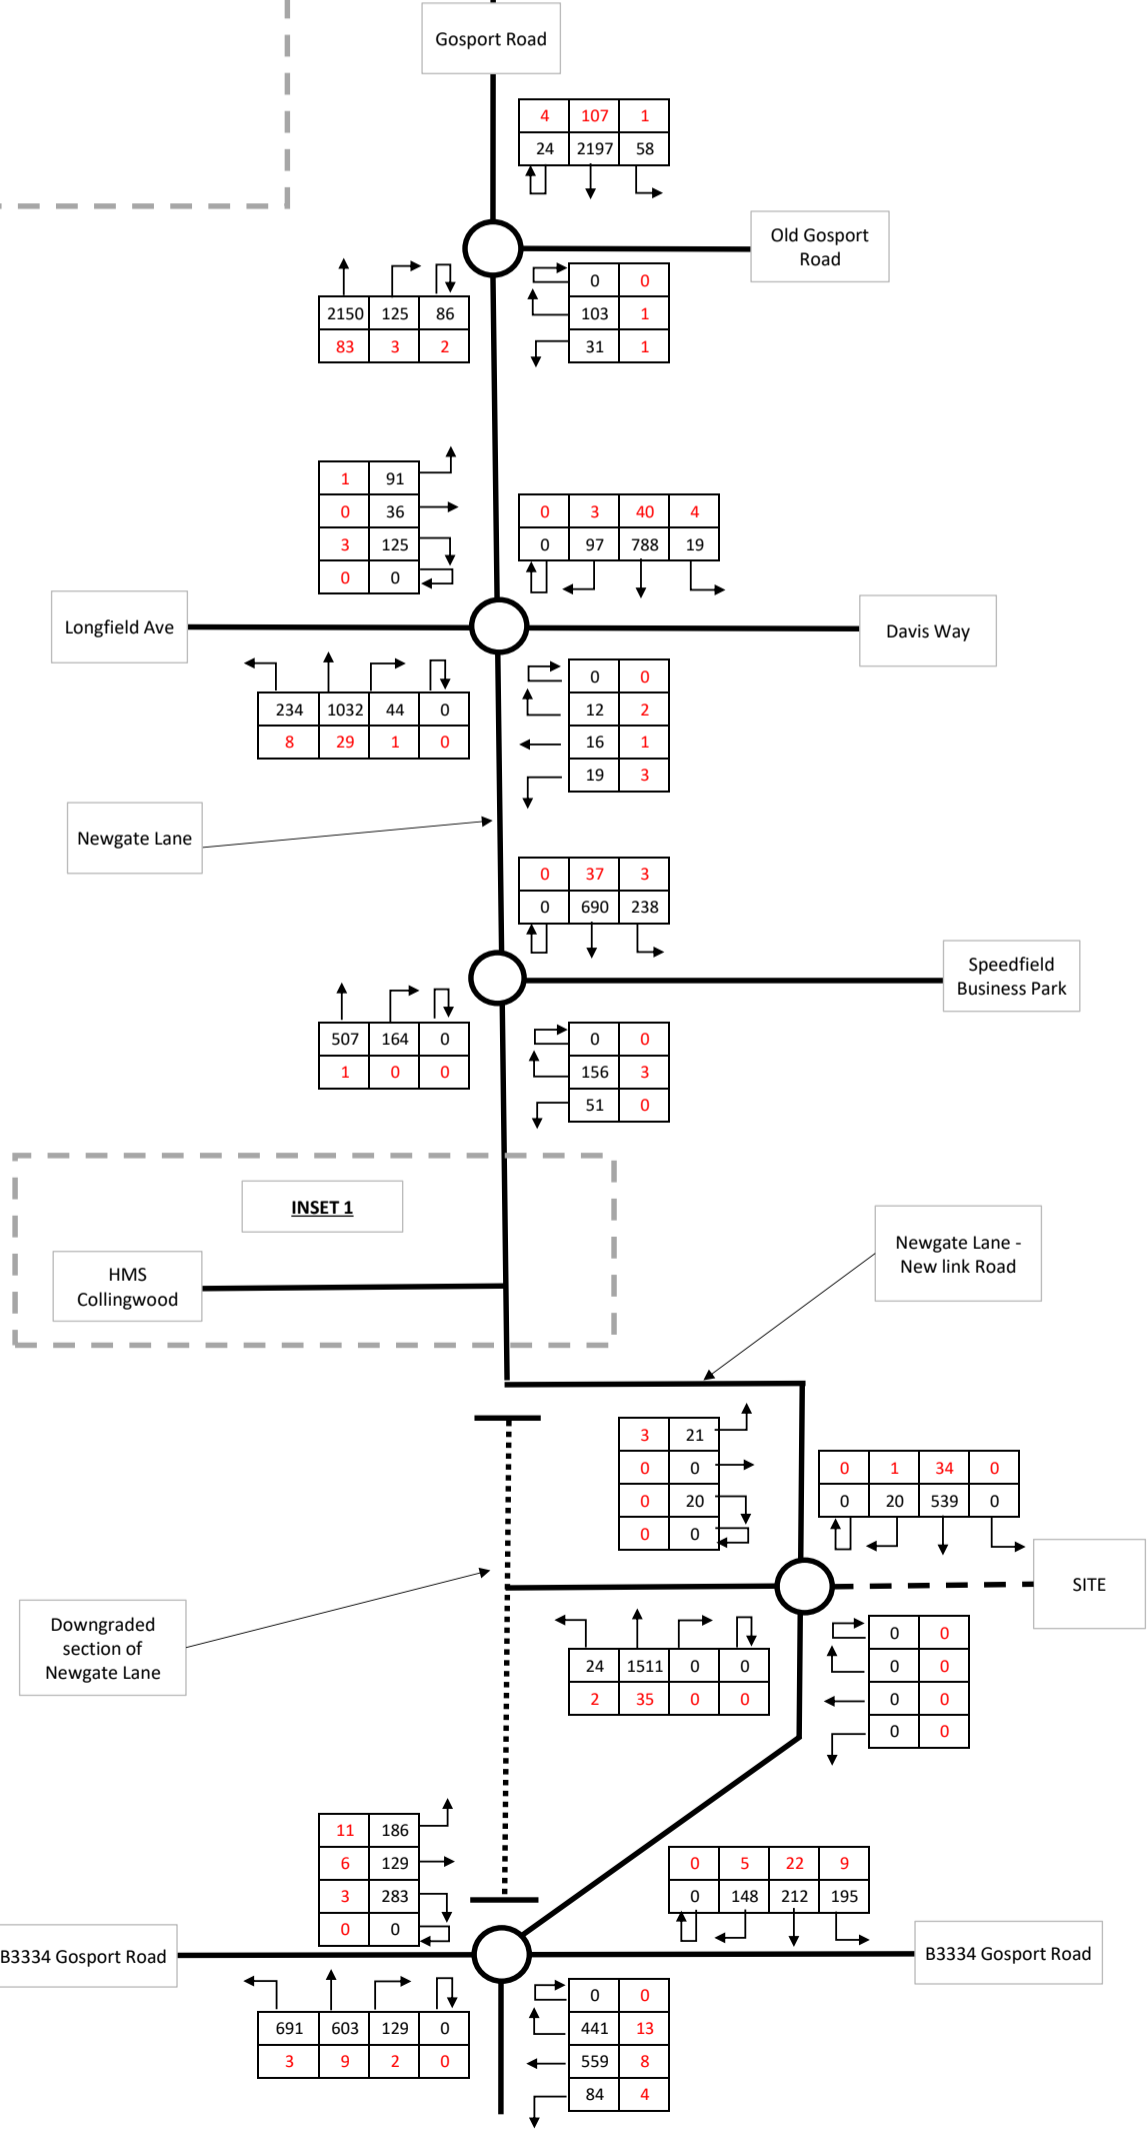 Gosport Road
4 107 1
24 2197 58
Old Gosport
Road
0 0
103 1
31 1
2150 125 86
83 3 2
1 91
0 36
3 125
0 0
0 3 40 4
0 97 788 19
Longfield Ave
Davis Way
234 1032 44 0
8 29 1 0
0 0
12 2
16 1
19 3
Newgate Lane
0 37 3
0 690 238
Speedfield
Business Park
507 164 0
1 0 0
0 0
156 3
51 0
INSET 1
HMS
Collingwood
Newgate Lane -
New link Road
3 21
0 0
0 20
0 0
0 1 34 0
0 20 539 0
SITE
Downgraded
section of
Newgate Lane
24 1511 0 0
2 35 0 0
0 0
0 0
0 0
0 0
11 186
6 129
3 283
0 0
0 5 22 9
0 148 212 195
B3334 Gosport Road
B3334 Gosport Road
691 603 129 0
3 9 2 0
0 0
441 13
559 8
84 4